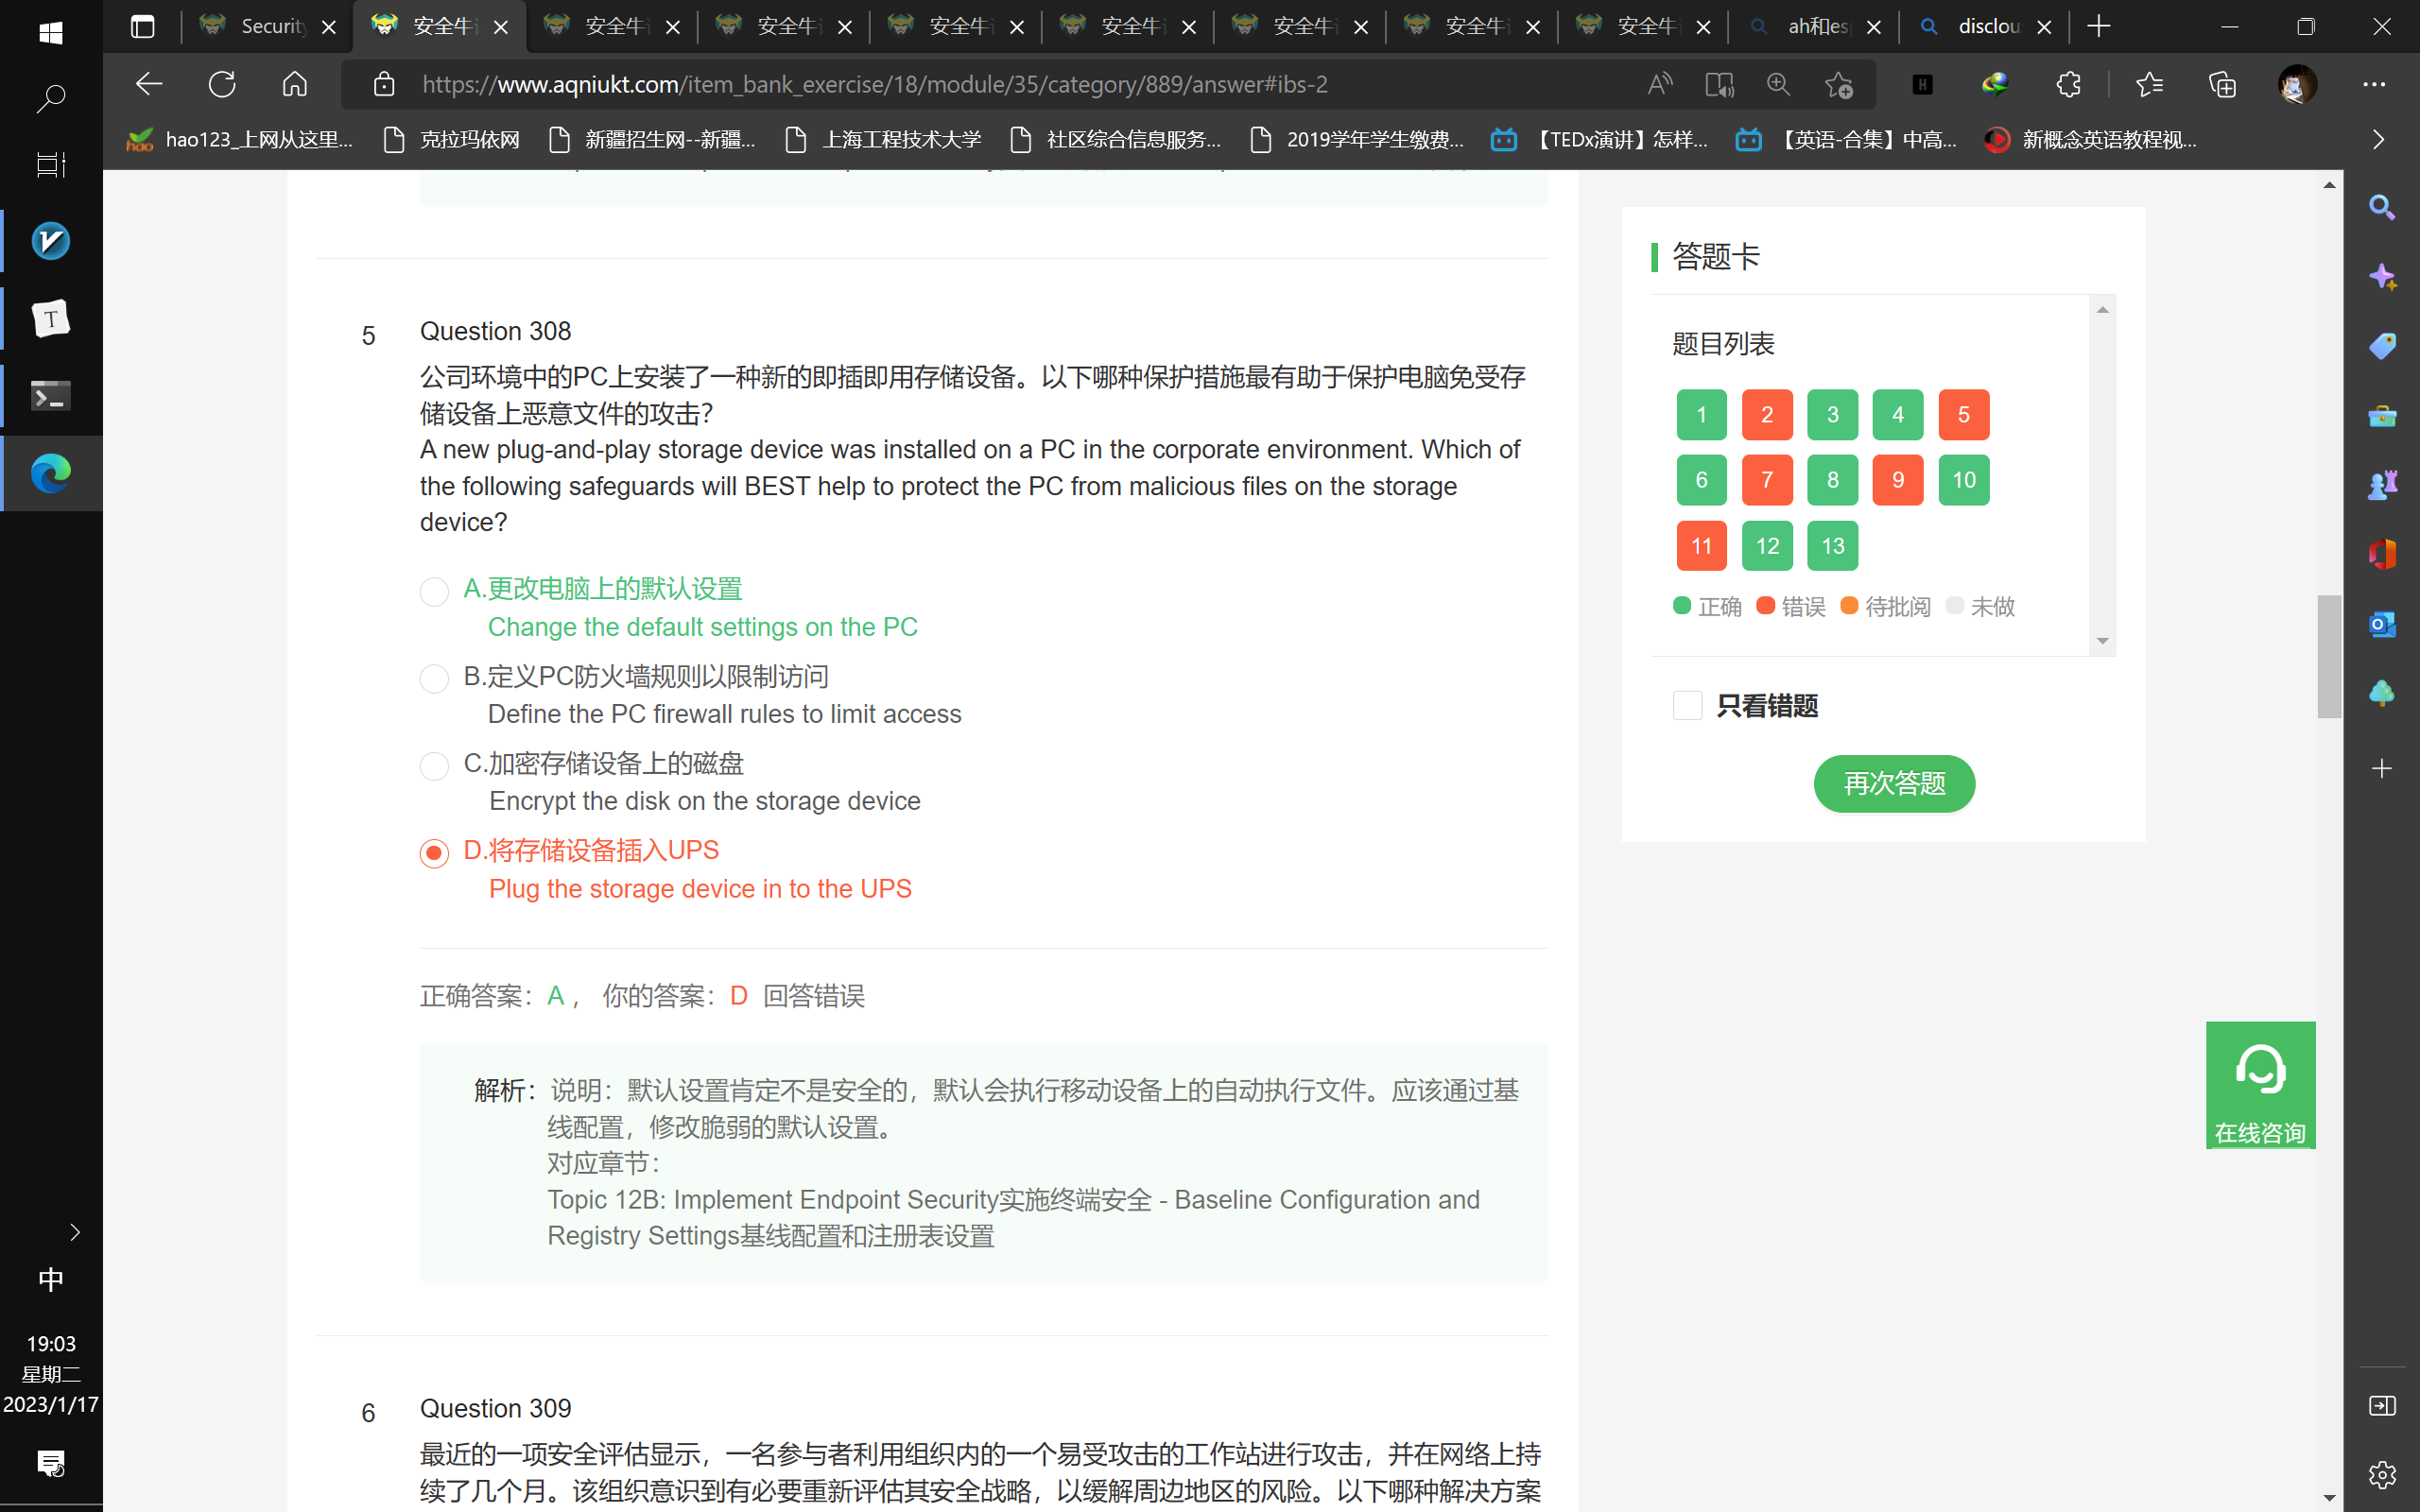 Security
安全牛
安全牛
安全牛
安全牛
安全牛
安全牛
安全牛
安全牛
ah和es
disclou
https://www.aqniukt.com/item_bank_exercise/18/module/35/category/889/answer#ibs-2
hao123_上网从这里...
克拉玛依网
新疆招生网--新疆...
上海工程技术大学
社区综合信息服务...
2019学年学生缴费...
【TEDx演讲】怎样...
【英语-合集】中高...
新概念英语教程视...
5
Question 308
公司环境中的PC上安装了一种新的即插即用存储设备。以下哪种保护措施最有助于保护电脑免受存
储设备上恶意文件的攻击?
A new plug-and-play storage device was installed on a PC in the corporate environment. Which of
the following safeguards will BEST help to protect the PC from malicious files on the storage
device?
A.更改电脑上的默认设置
Change the default settings on the PC
B.定义PC防火墙规则以限制访问
Define the PC firewall rules to limit access
C.加密存储设备上的磁盘
Encrypt the disk on the storage device
D.将存储设备插入UPS
Plug the storage device in to the UPS
正确答案：A ， 你的答案：D 回答错误
解析：说明：默认设置肯定不是安全的，默认会执行移动设备上的自动执行文件。应该通过基
线配置，修改脆弱的默认设置。
对应章节：
Topic 12B: Implement Endpoint Security实施终端安全 - Baseline Configuration and
Registry Settings基线配置和注册表设置
6
Question 309
最近的一项安全评估显示，一名参与者利用组织内的一个易受攻击的工作站进行攻击，并在网络上持
续了几个月。该组织意识到有必要重新评估其安全战略，以缓解周边地区的风险。以下哪种解决方案
答题卡
题目列表
1 2 3 4 5
6 7 8 9 10
11 12 13
正确 错误 待批阅 未做
只看错题
再次答题
在线咨询
中
19:03
星期二
2023/1/17